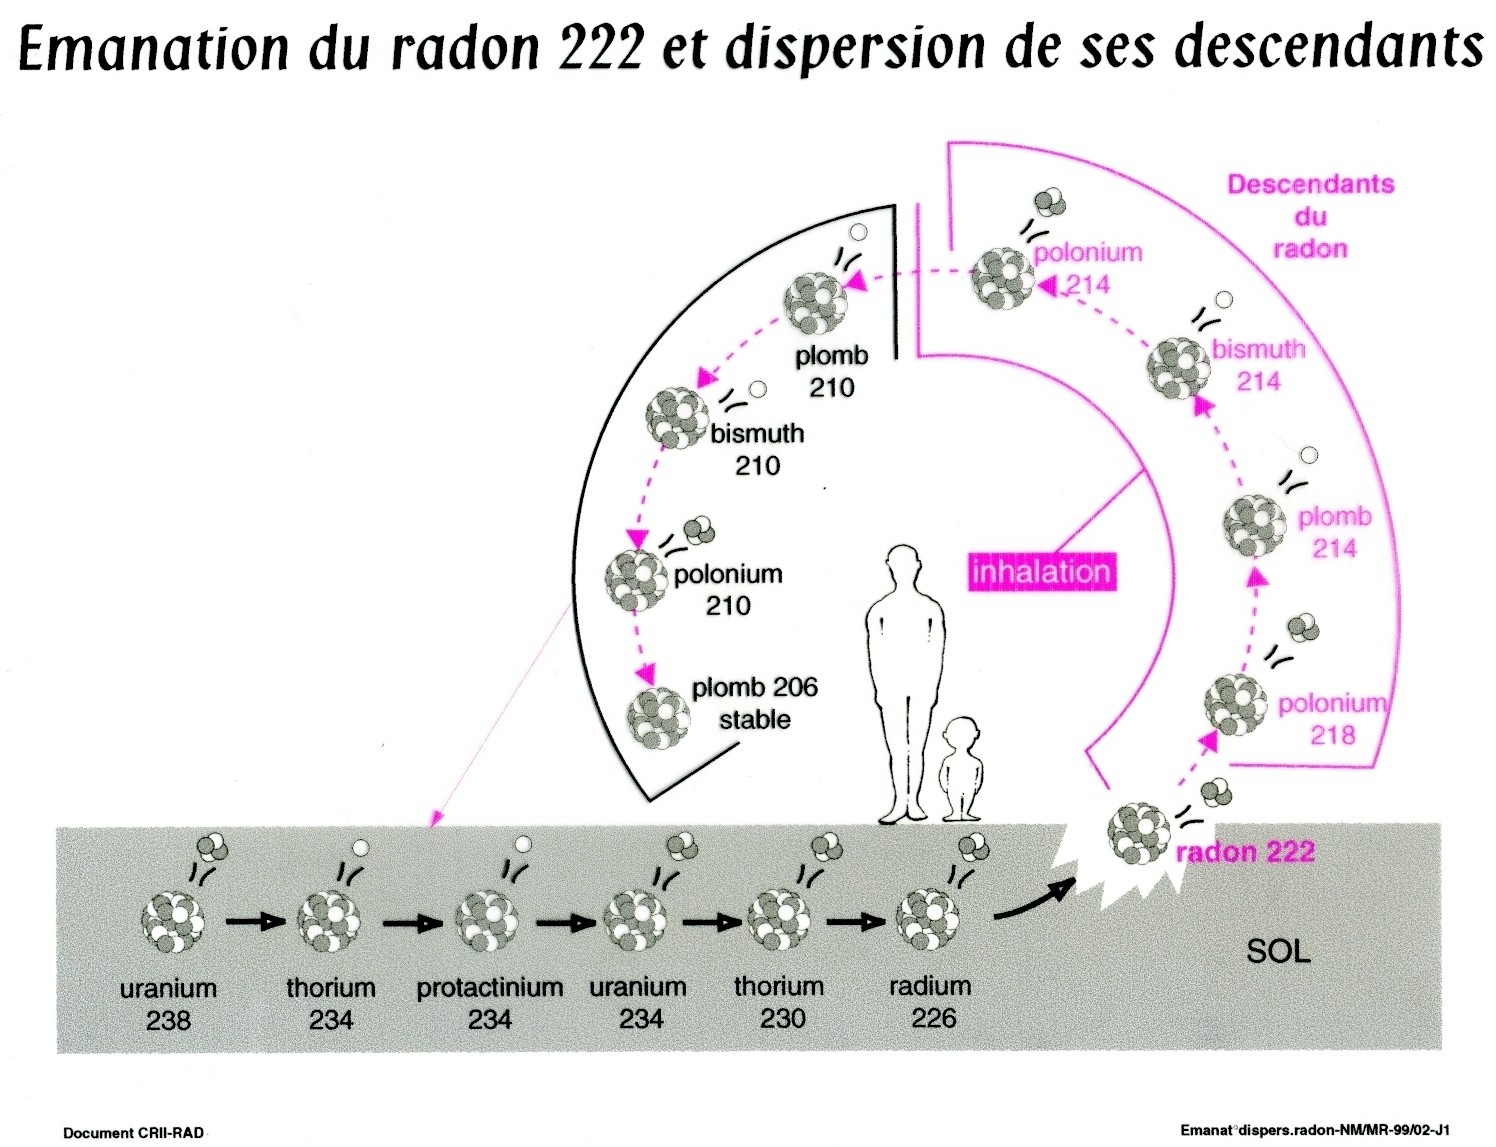 Emanation du radon 222 et dispersion de ses descendants
Descendants
du
radon
polonium
214
bismuth
214
plomb
214
polonium
218
radon 222
inhalation
plomb
210
bismuth
210
polonium
210
plomb 206
stable
uranium
238
thorium
234
protactinium
234
uranium
234
thorium
230
radium
226
SOL
Document CRII-RAD
Emanat°dispers.radon-NM/MR-99/02-J1